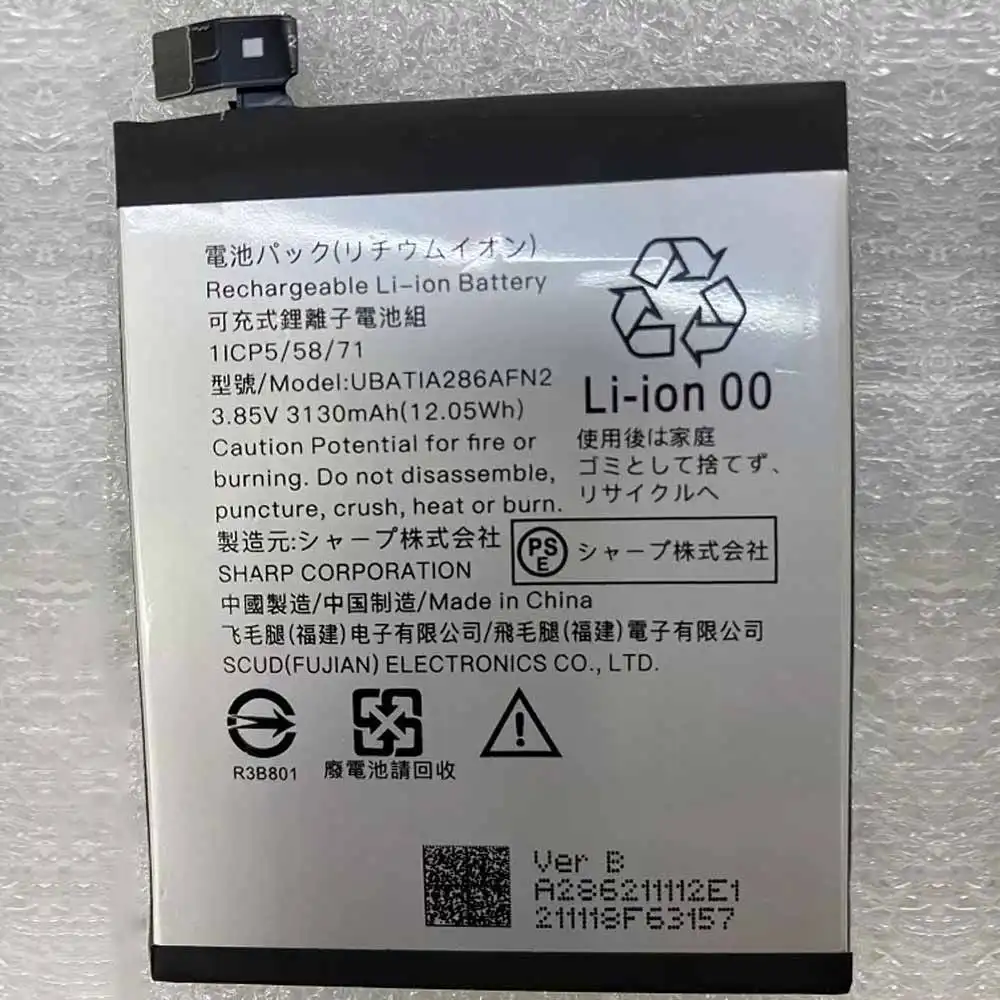 電池パック(リチウムイオン)
Rechargeable Li-ion Battery
可充式鋰離子電池組
1ICP5/58/71
型號/Model:UBATIA286AFN2
3.85V 3130mAh(12.05Wh)
Caution Potential for fire or
burning. Do not disassemble,
puncture, crush, heat or burn.
Li-ion 00
使用後は家庭
ゴミとして捨てず、
リサイクルへ
製造元:シャープ株式会社
SHARP CORPORATION
PS
E
シャープ株式会社
中國製造/中国制造/Made in China
飞毛腿(福建)电子有限公司/飛毛腿(福建)電子有限公司
SCUD(FUJIAN) ELECTRONICS CO., LTD.
R3B801
廢電池請回收
Ver B
A286211112E1
211118F63157